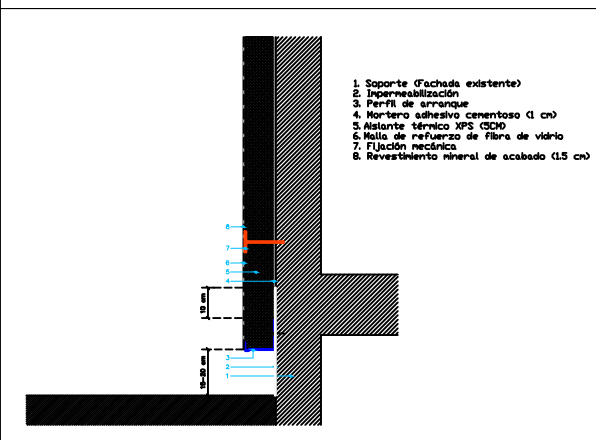 1. Soporte (Fachada existente)
2. Impermeabilización
3. Perfil de arranque
4. Mortero adhesivo cementoso (1 cm)
5. Aislante térmico XPS (5CM)
6. Malla de refuerzo de fibra de vidrio
7. Fijación mecánica
8. Revestimiento mineral de acabado (1.5 cm)
8
7
6
5
4
10 cm
15-20 cm
3
2
1